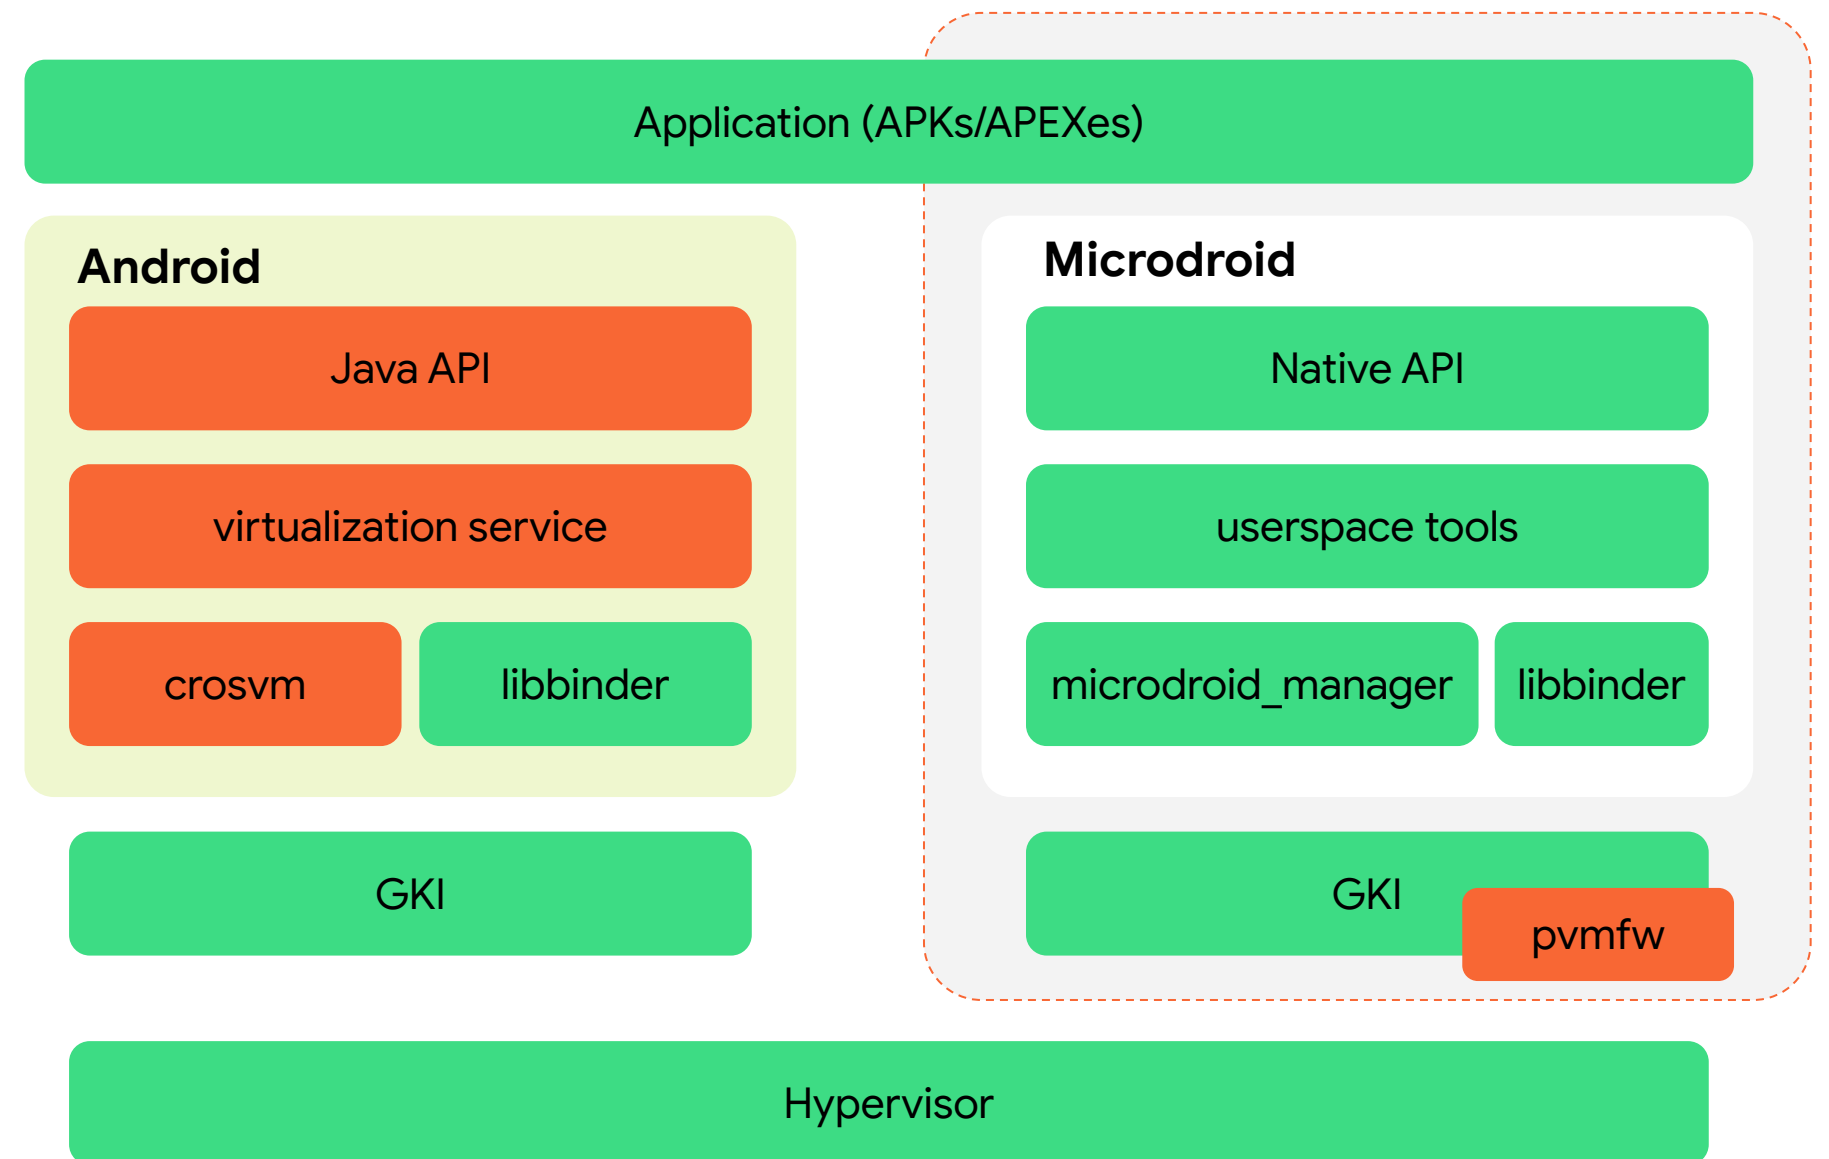 Application (APKs/APEXes)
Android
Java API
virtualization service
crosvm
libbinder
GKI
Microdroid
Native API
userspace tools
microdroid_manager
libbinder
GKI
pvmfw
Hypervisor